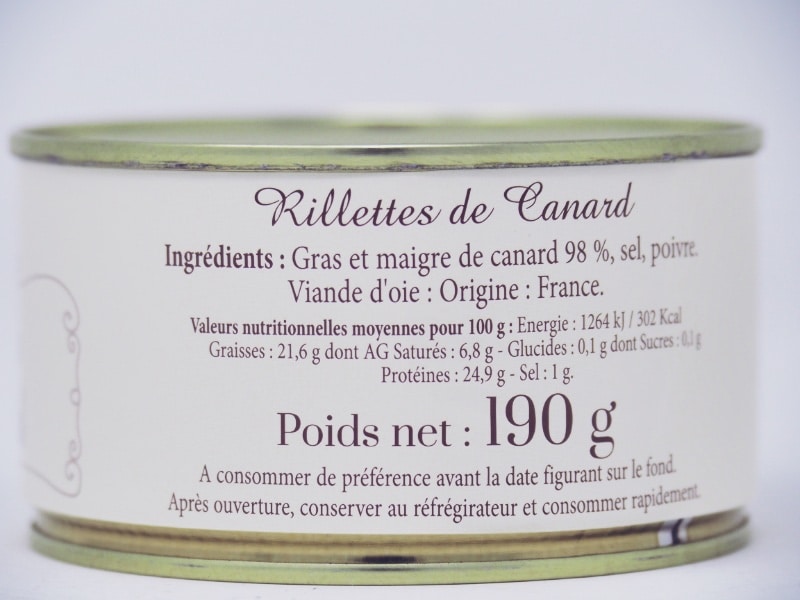 Rillettes de Canard
Ingrédients : Gras et maigre de canard 98 %, sel, poivre.
Viande d'oie : Origine : France.
Valeurs nutritionnelles moyennes pour 100 g : Energie : 1264 kJ / 302 Kcal
Graisses : 21,6 g dont AG Saturés : 6,8 g - Glucides : 0,1 g dont Sucres : 0,1 g
Protéines : 24,9 g - Sel : 1 g.
Poids net : 190 g
A consommer de préférence avant la date figurant sur le fond.
Après ouverture, conserver au réfrégirateur et consommer rapidement.